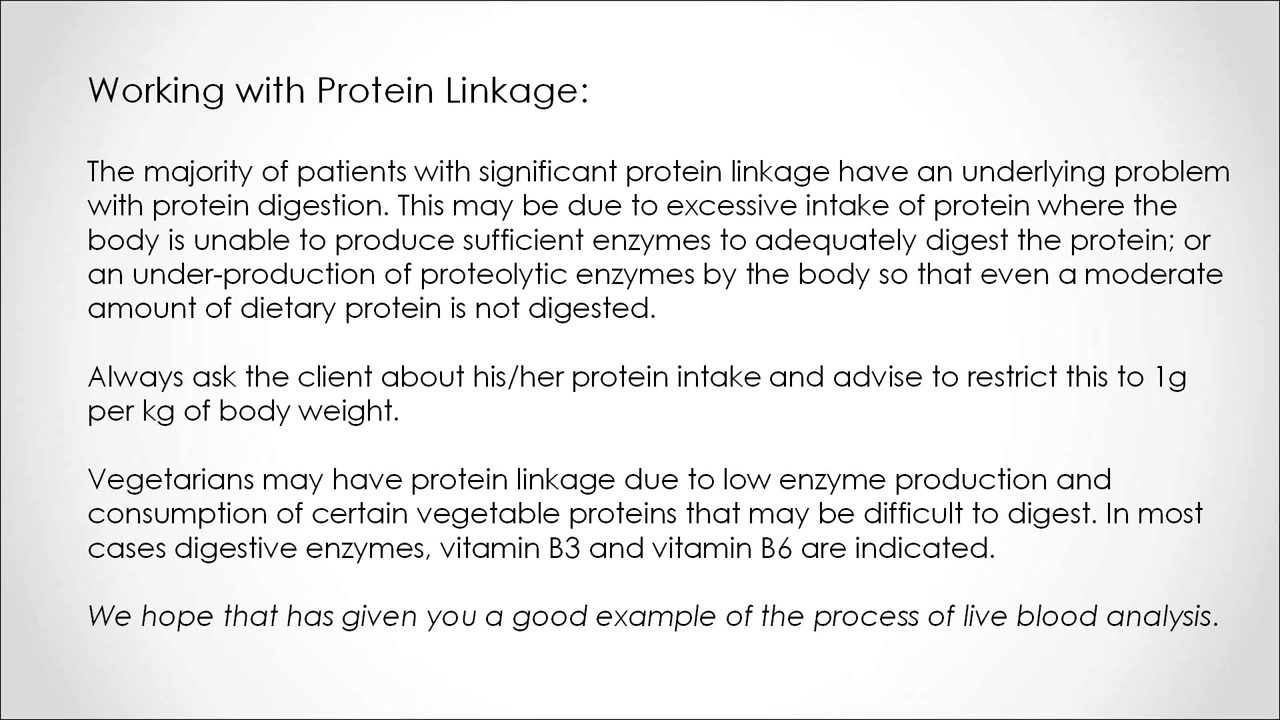 Working with Protein Linkage:
The majority of patients with significant protein linkage have an underlying problem
with protein digestion. This may be due to excessive intake of protein where the
body is unable to produce sufficient enzymes to adequately digest the protein; or
an under-production of proteolytic enzymes by the body so that even a moderate
amount of dietary protein is not digested.
Always ask the client about his/her protein intake and advise to restrict this to 1g
per kg of body weight.
Vegetarians may have protein linkage due to low enzyme production and
consumption of certain vegetable proteins that may be difficult to digest. In most
cases digestive enzymes, vitamin B3 and vitamin B6 are indicated.
We hope that has given you a good example of the process of live blood analysis.